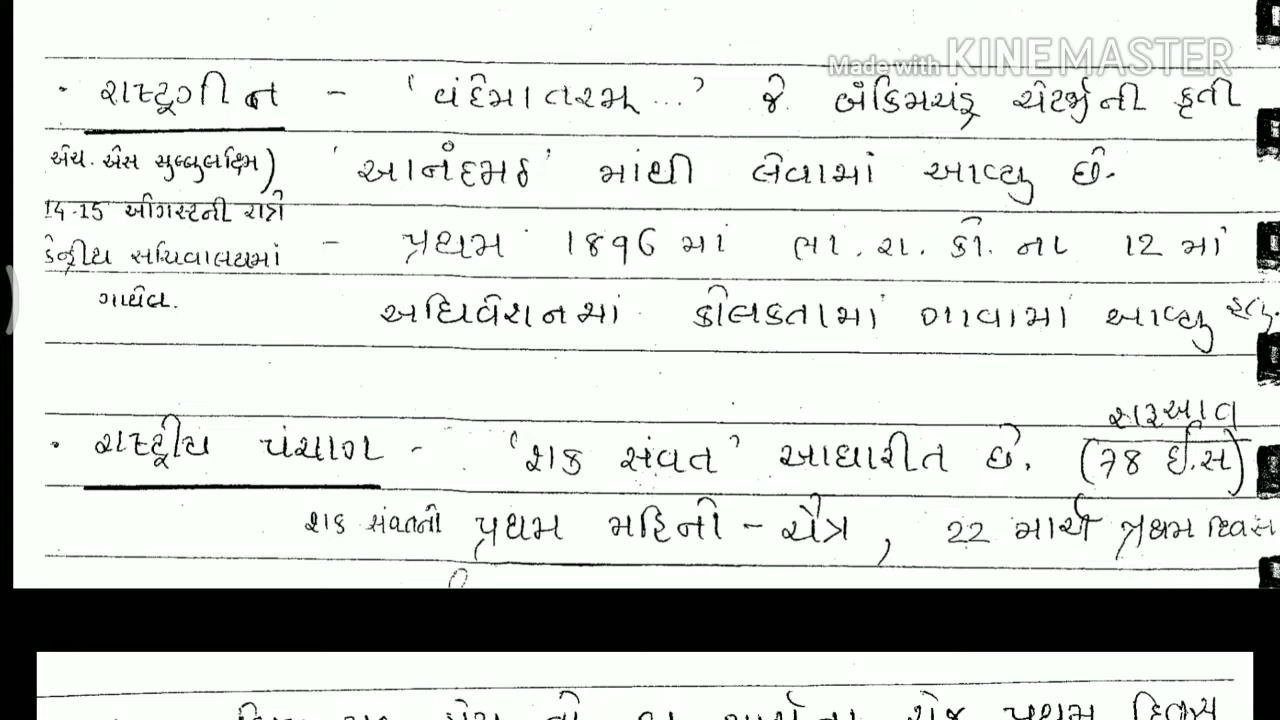 Made with KINEMASTER
· રાષ્ટ્રગીત - 'વંદેમાતરમ્ ...' જે બંકિમચંદ્ર ચેટર્જીની કૃતી
'આનંદમઠ' માંથી લેવામાં આવ્યુ છે.
એચ. એસ સુબ્બુલક્ષ્મિ)
14-15 ઓગસ્ટની રાત્રે
કેન્દ્રીય સચિવાલયમાં
ગાયેલ.
- પ્રથમ 1896 માં ભા. રા. કો. ના 12 માં
અધિવેશનમાં કોલકતામાં ગાવામાં આવ્યુ હતુ.
શરૂઆત
· રાષ્ટ્રીય પંચાગ - 'શક સંવત' આધારીત છે. (78 ઈ.સ)
શક સંવતનો પ્રથમ મહિનો - ચૈત્ર, 22 માર્ચ પ્રથમ દિવસ